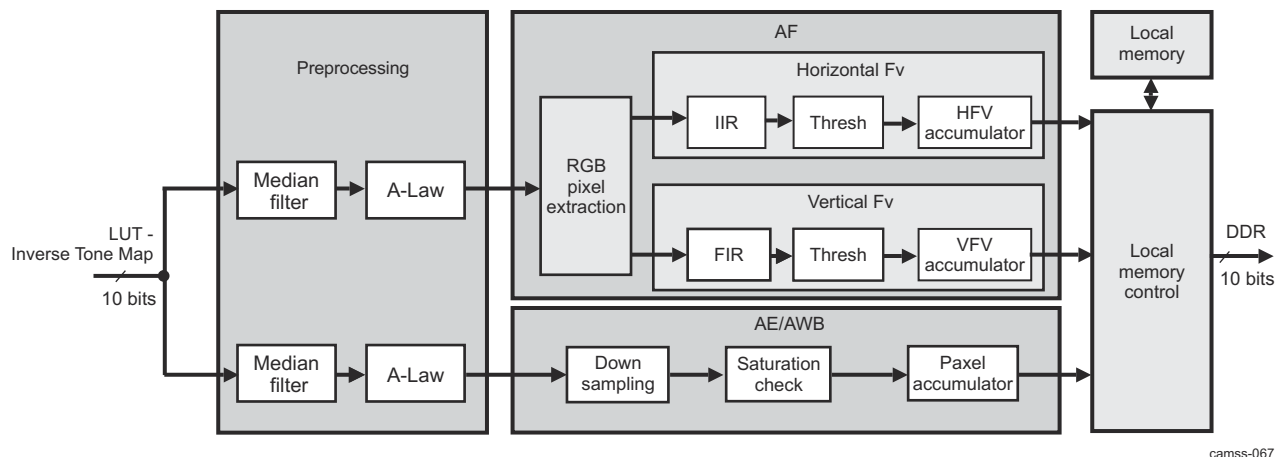 LUT -
Inverse Tone Map
10 bits
Preprocessing
Median
filter
A-Law
Median
filter
A-Law
AF
RGB
pixel
extraction
Horizontal Fv
IIR
Thresh
HFV
accumulator
Vertical Fv
FIR
Thresh
VFV
accumulator
AE/AWB
Down
sampling
Saturation
check
Paxel
accumulator
Local
memory
Local
memory
control
DDR
10 bits
camss-067